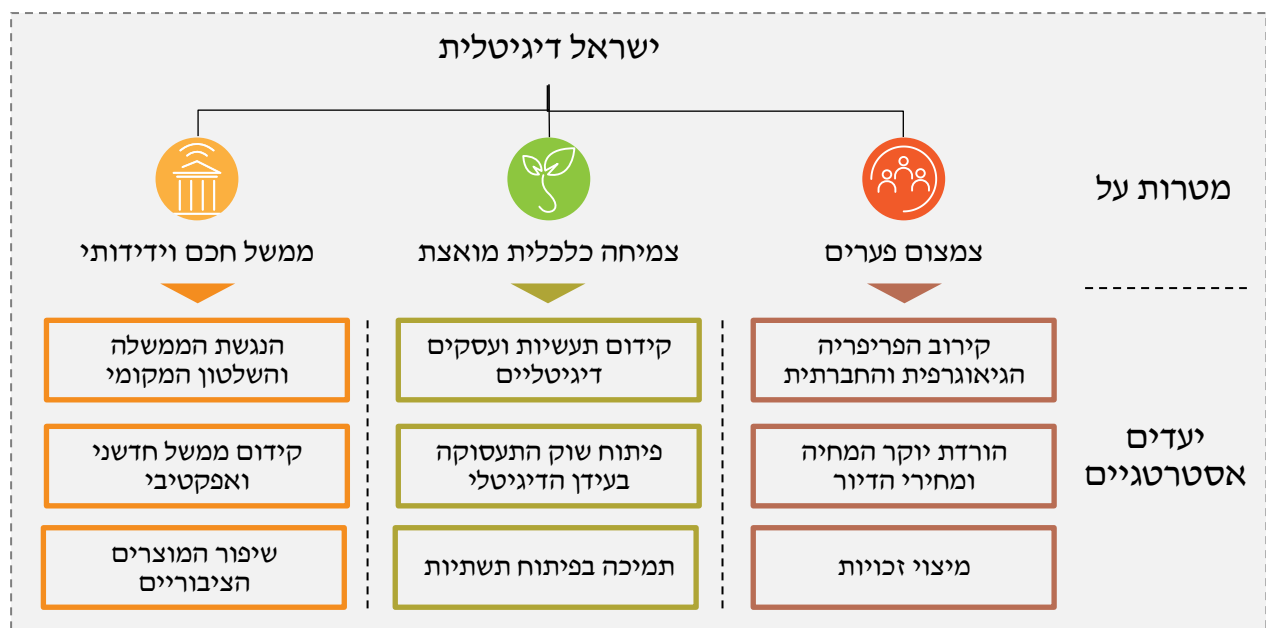 ישראל דיגיטלית
מטרות על
צמצום פערים
צמיחה כלכלית מואצת
ממשל חכם וידידותי
יעדים
אסטרטגיים
קירוב הפריפריה
הגיאוגרפית והחברתית
הורדת יוקר המחיה
ומחירי הדיור
מיצוי זכויות
קידום תעשיות ועסקים
דיגיטליים
פיתוח שוק התעסוקה
בעידן הדיגיטלי
תמיכה בפיתוח תשתיות
הנגשת הממשלה
והשלטון המקומי
קידום ממשל חדשני
ואפקטיבי
שיפור המוצרים
הציבוריים